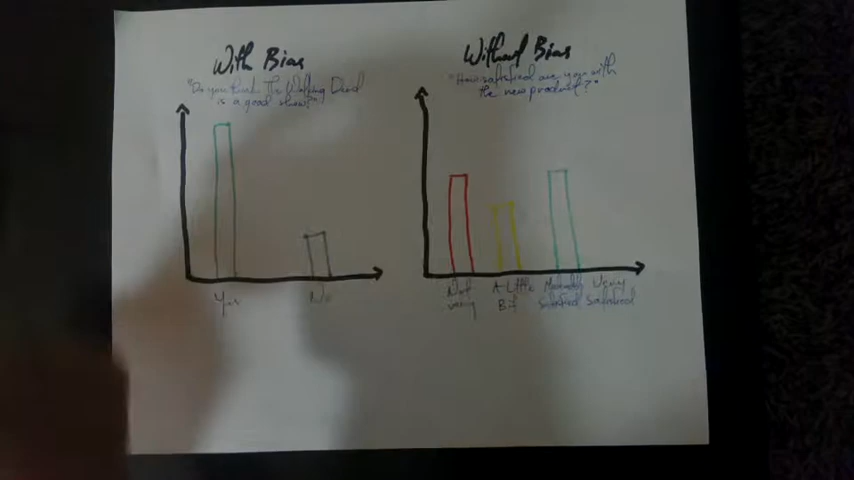 With Bias
"Do you think The Walking Dead
is a good show?"
Yes
No
Without Bias
"How satisfied are you with
the new product?"
Not
very
A Little
Bit
satisfied
Very
satisfied